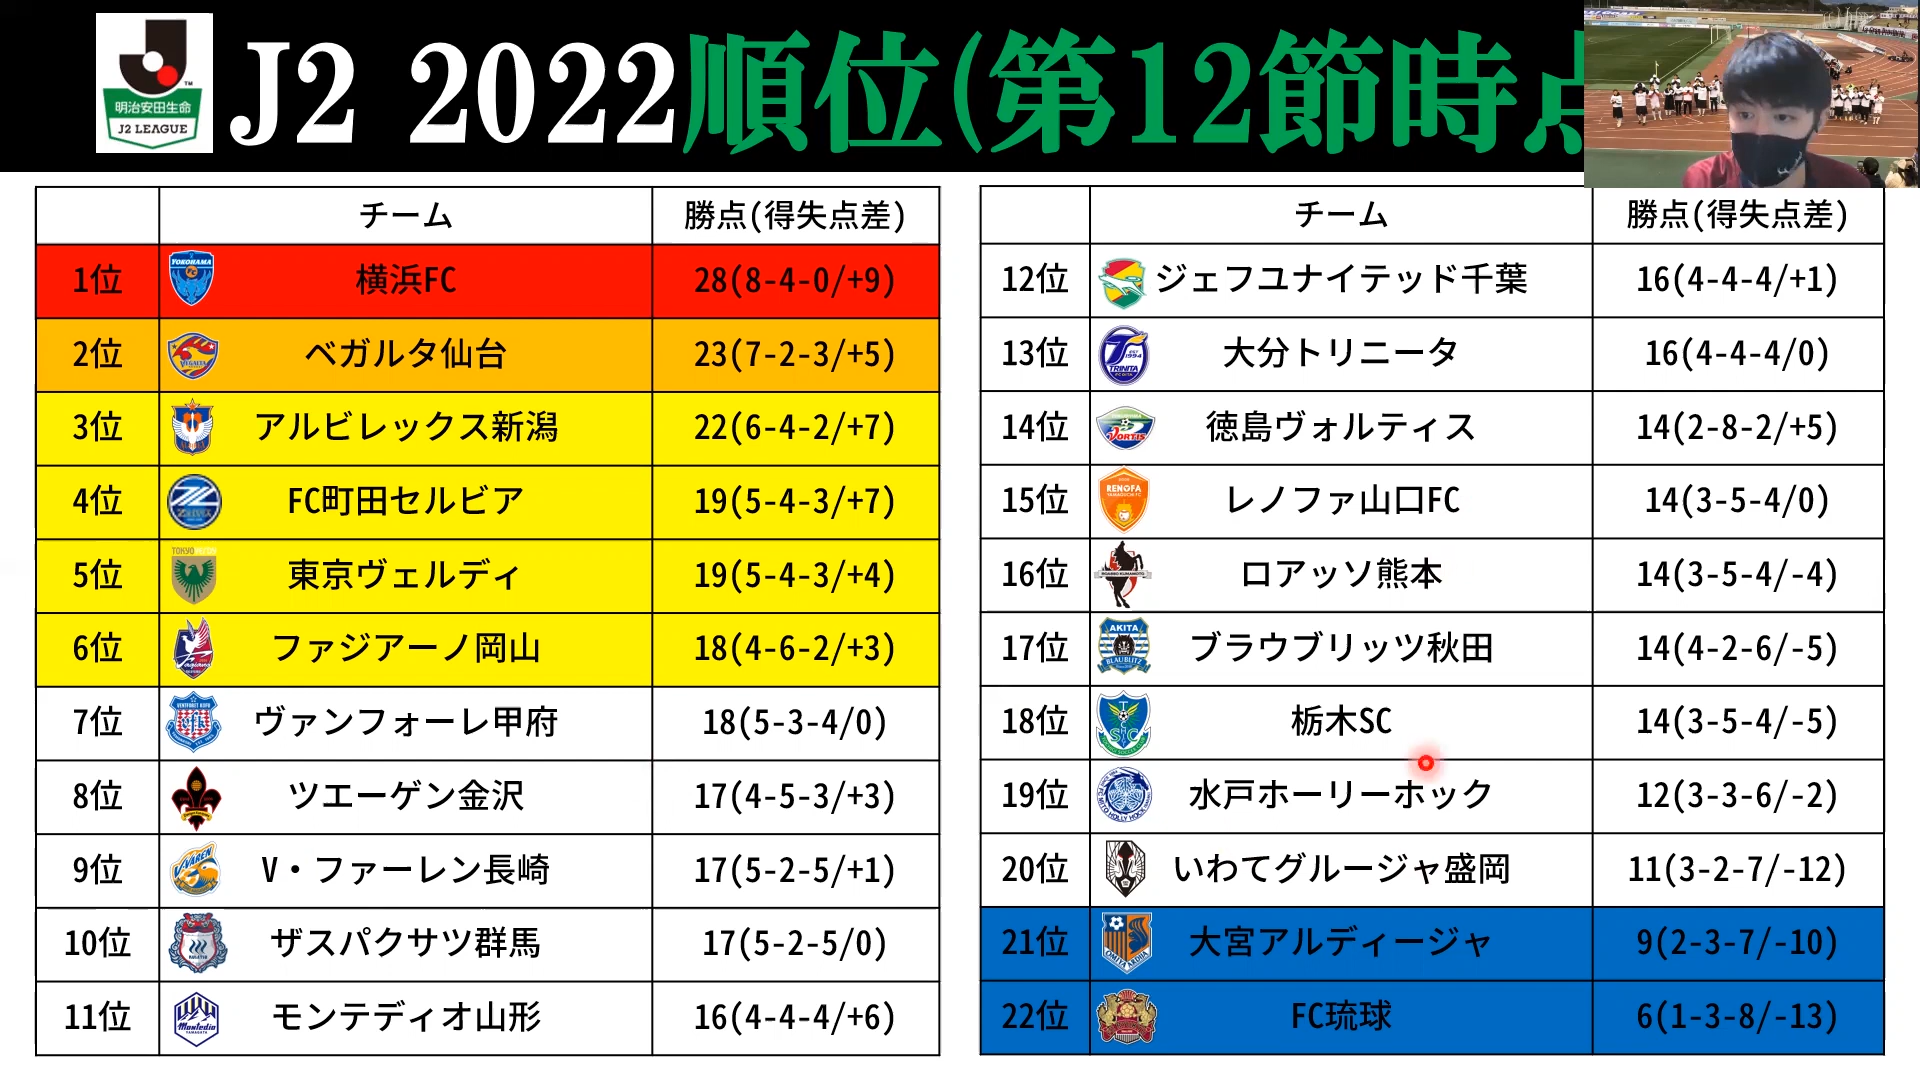 J2 2022順位(第12節時点
明治安田生命
J2 LEAGUE
チーム 勝点(得失点差)
1位 横浜FC 28(8-4-0/+9)
2位 ベガルタ仙台 23(7-2-3/+5)
3位 アルビレックス新潟 22(6-4-2/+7)
4位 FC町田セルビア 19(5-4-3/+7)
5位 東京ヴェルディ 19(5-4-3/+4)
6位 ファジアーノ岡山 18(4-6-2/+3)
7位 ヴァンフォーレ甲府 18(5-3-4/0)
8位 ツエーゲン金沢 17(4-5-3/+3)
9位 V・ファーレン長崎 17(5-2-5/+1)
10位 ザスパクサツ群馬 17(5-2-5/0)
11位 モンテディオ山形 16(4-4-4/+6)
チーム 勝点(得失点差)
12位 ジェフユナイテッド千葉 16(4-4-4/+1)
13位 大分トリニータ 16(4-4-4/0)
14位 徳島ヴォルティス 14(2-8-2/+5)
15位 レノファ山口FC 14(3-5-4/0)
16位 ロアッソ熊本 14(3-5-4/-4)
17位 ブラウブリッツ秋田 14(4-2-6/-5)
18位 栃木SC 14(3-5-4/-5)
19位 水戸ホーリーホック 12(3-3-6/-2)
20位 いわてグルージャ盛岡 11(3-2-7/-12)
21位 大宮アルディージャ 9(2-3-7/-10)
22位 FC琉球 6(1-3-8/-13)